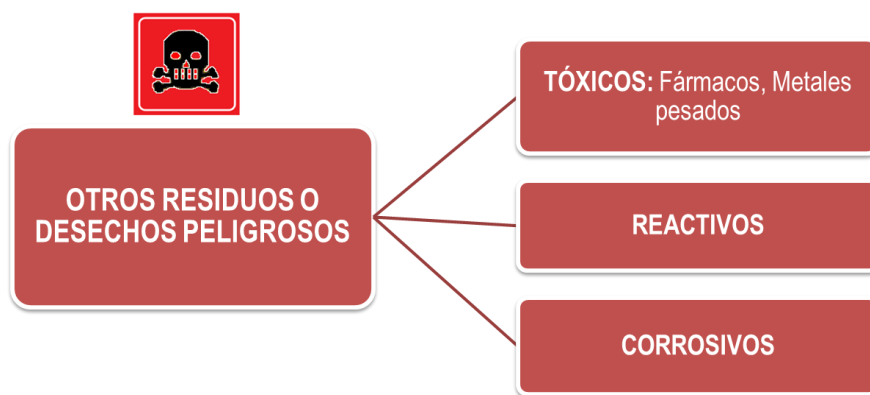 OTROS RESIDUOS O
DESECHOS PELIGROSOS
TÓXICOS: Fármacos, Metales
pesados
REACTIVOS
CORROSIVOS